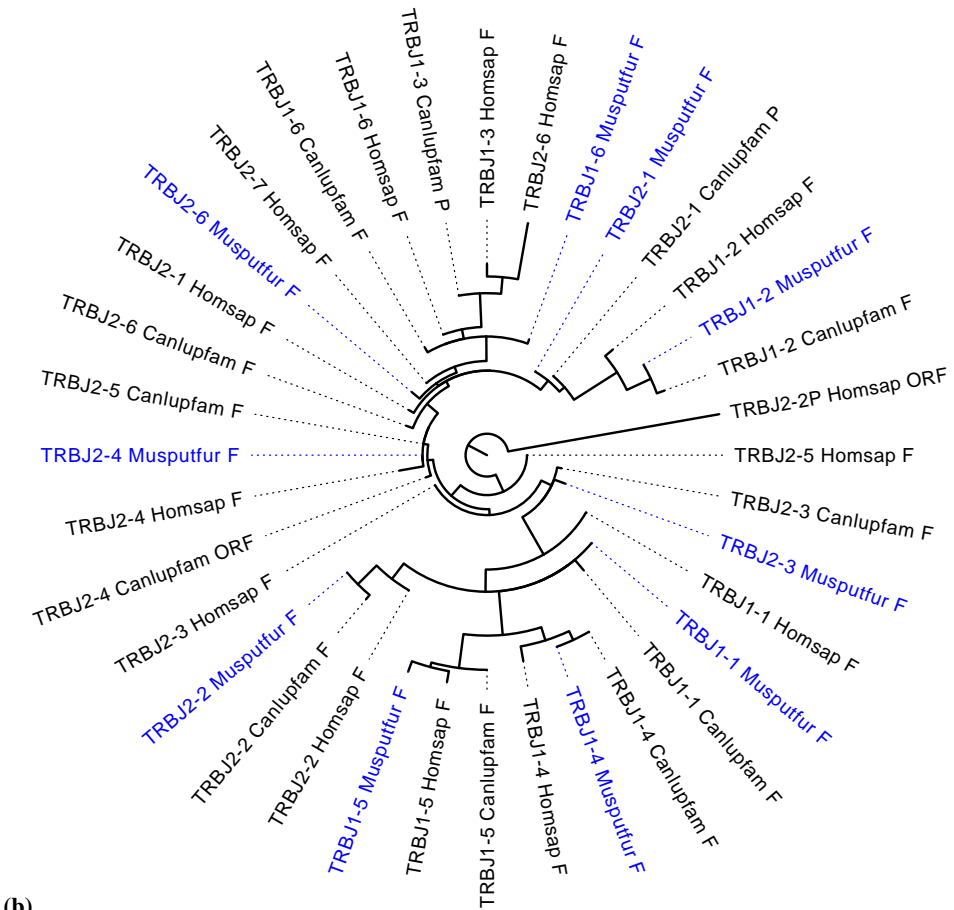 TRBJ1-3 Canlupfam P
TRBJ1-3 Homsap F
TRBJ2-6 Homsap F
TRBJ1-6 Musputfur F
TRBJ2-1 Musputfur F
TRBJ2-1 Canlupfam P
TRBJ1-2 Homsap F
TRBJ1-2 Musputfur F
TRBJ1-2 Canlupfam F
TRBJ2-2P Homsap ORF
TRBJ2-5 Homsap F
TRBJ2-3 Canlupfam F
TRBJ2-3 Musputfur F
TRBJ1-1 Homsap F
TRBJ1-1 Musputfur F
TRBJ1-1 Canlupfam F
TRBJ1-4 Canlupfam F
TRBJ1-4 Musputfur F
TRBJ1-4 Homsap F
TRBJ1-5 Canlupfam F
TRBJ1-5 Homsap F
TRBJ1-5 Musputfur F
TRBJ2-2 Homsap F
TRBJ2-2 Canlupfam F
TRBJ2-2 Musputfur F
TRBJ2-3 Homsap F
TRBJ2-4 Canlupfam ORF
TRBJ2-4 Homsap F
TRBJ2-4 Musputfur F
TRBJ2-5 Canlupfam F
TRBJ2-6 Canlupfam F
TRBJ2-1 Homsap F
TRBJ2-6 Musputfur F
TRBJ2-7 Homsap F
TRBJ1-6 Canlupfam F
TRBJ1-6 Homsap F
(b)